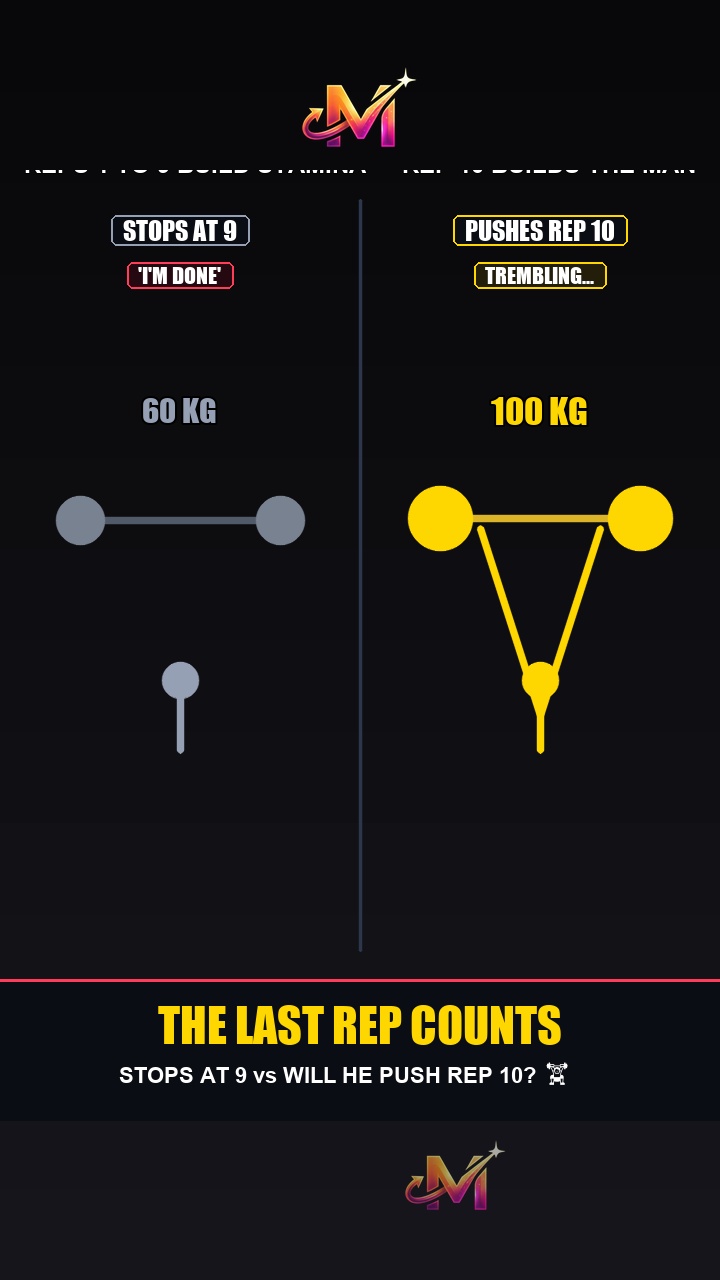 STOPS AT 9
PUSHES REP 10
'I'M DONE'
TREMBLING...
60 KG
100 KG
THE LAST REP COUNTS
STOPS AT 9 vs WILL HE PUSH REP 10?